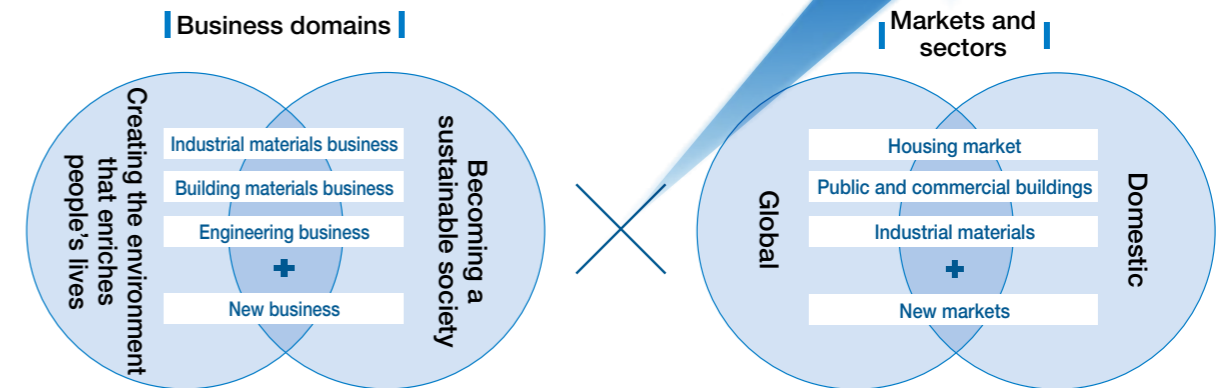 Business domains
Creating the environment
that enriches
people's lives
Industrial materials business
Building materials business
Engineering business
+
New business
Becoming a
sustainable society
Markets and
sectors
Global
Housing market
Public and commercial buildings
Industrial materials
+
New markets
Domestic